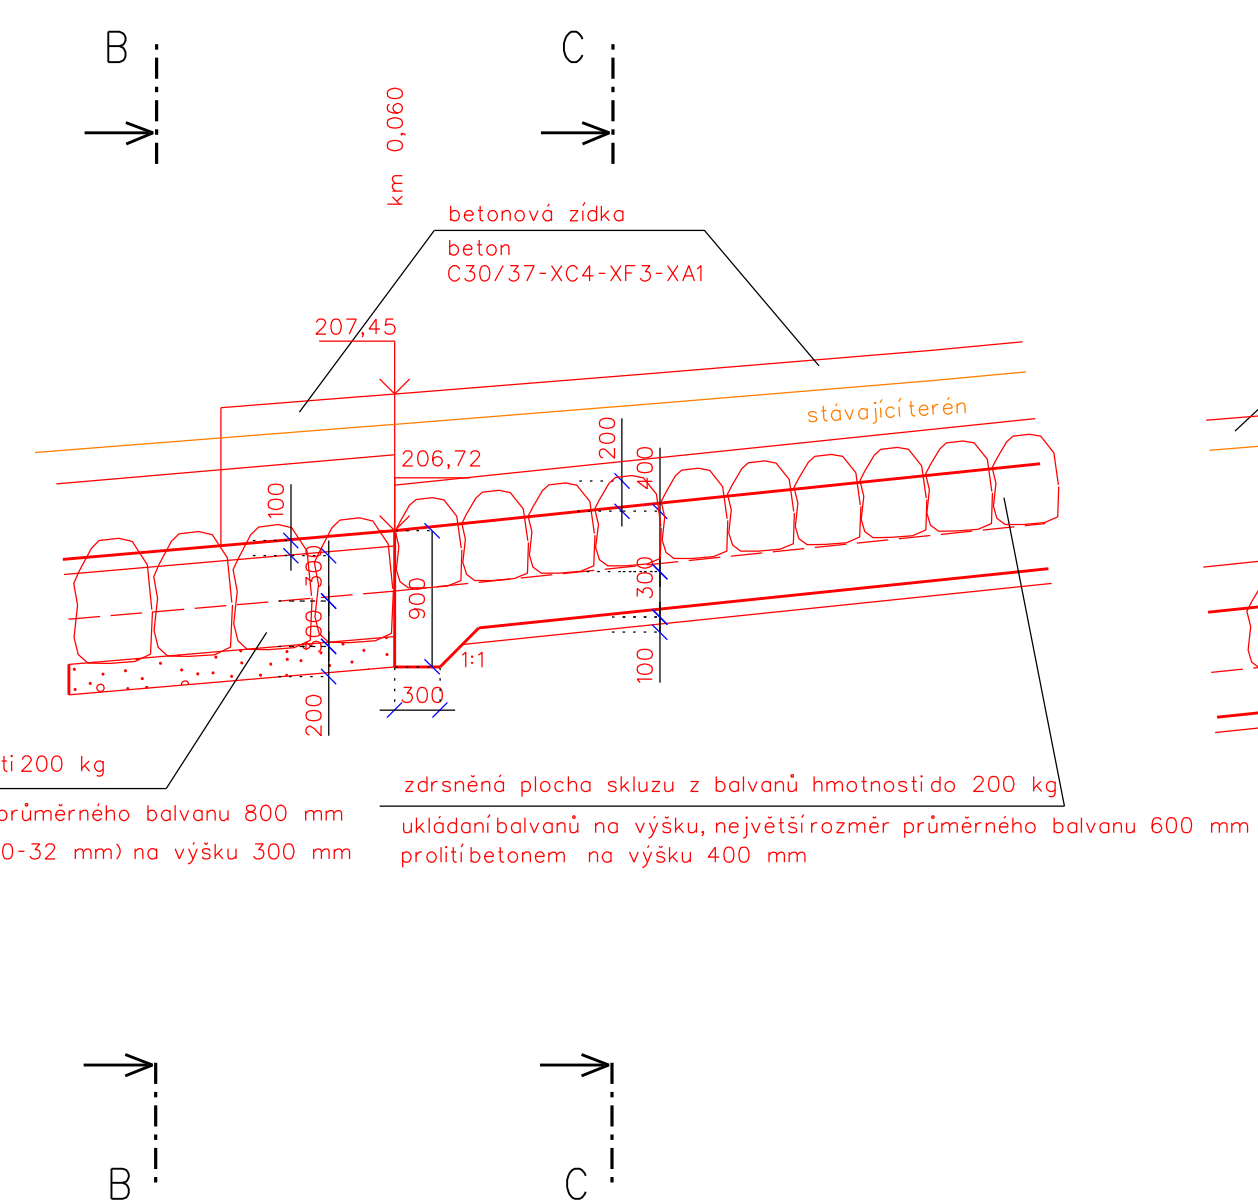 B
C
km 0,060
betonová zídka
beton
C30/37-XC4-XF3-XA1
207,45
stávající terén
206,72
200
400
100
300
900
300
100
1:1
300
200
ti 200 kg
zdrsněná plocha skluzu z balvanů hmotnosti do 200 kg
průměrného balvanu 800 mm
ukládaní balvanů na výšku, největší rozměr průměrného balvanu 600 mm
0-32 mm) na výšku 300 mm
prolití betonem na výšku 400 mm
B
C